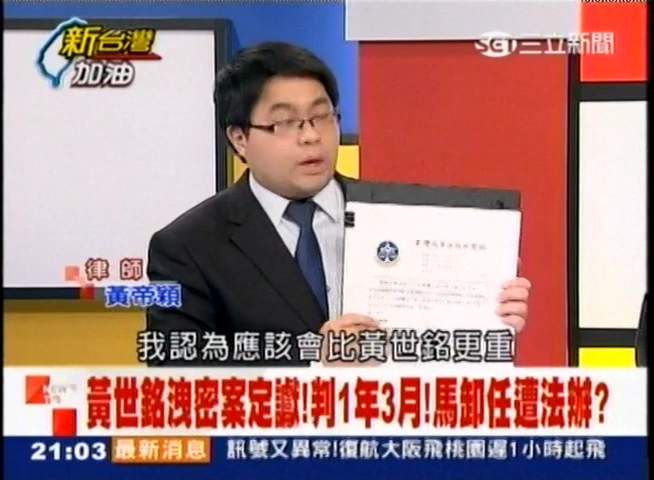 新台灣
加油
SET 三立新聞
律師
黃帝穎
我認為應該會比黃世銘更重
黃世銘洩密案定讞!判1年3月!馬卸任遭法辦?
21:03 最新消息 訊號又異常!復航大阪飛桃園遲1小時起飛